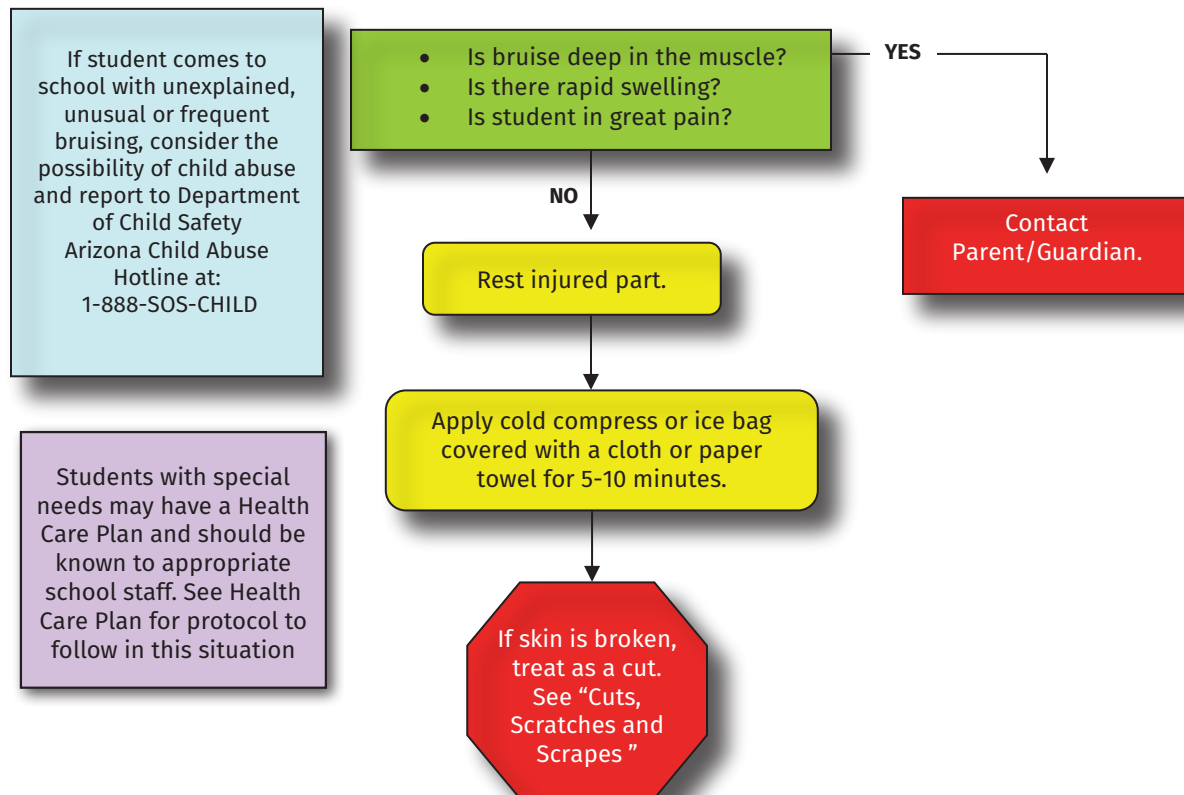 If student comes to
school with unexplained,
unusual or frequent
bruising, consider the
possibility of child abuse
and report to Department
of Child Safety
Arizona Child Abuse
Hotline at:
1-888-SOS-CHILD
• Is bruise deep in the muscle?
• Is there rapid swelling?
• Is student in great pain?
YES
NO
Contact
Parent/Guardian.
Rest injured part.
Apply cold compress or ice bag
covered with a cloth or paper
towel for 5-10 minutes.
Students with special
needs may have a Health
Care Plan and should be
known to appropriate
school staff. See Health
Care Plan for protocol to
follow in this situation
If skin is broken,
treat as a cut.
See “Cuts,
Scratches and
Scrapes ”